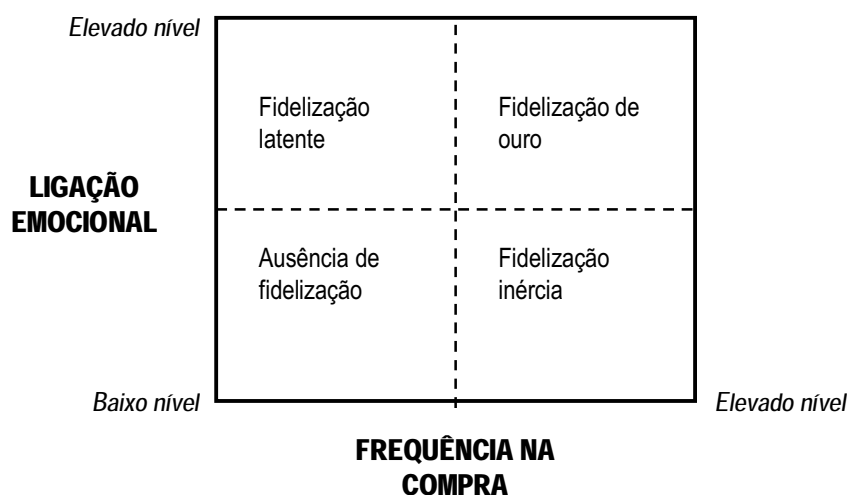 Elevado nível
Fidelização
latente
Fidelização de
ouro
LIGAÇÃO
EMOCIONAL
Ausência de
fidelização
Fidelização
inércia
Baixo nível
Elevado nível
FREQUÊNCIA NA
COMPRA